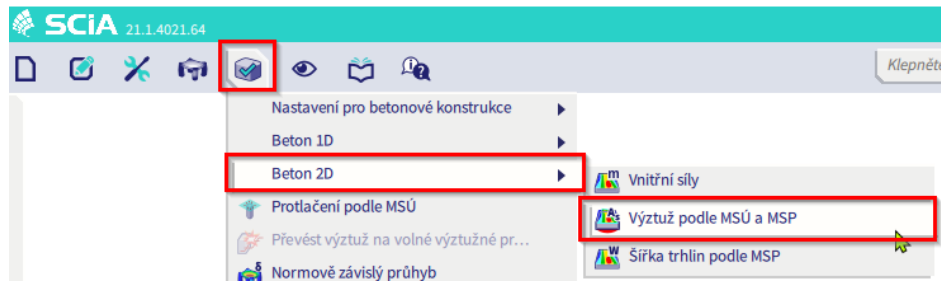 SCiA 21.1.4021.64
Klepněte
Nastavení pro betonové konstrukce
Beton 1D
Beton 2D
Protlačení podle MSÚ
Převést výztuž na volné výztužné pr...
Normově závislý průhyb
Vnitřní síly
Výztuž podle MSÚ a MSP
Šířka trhlin podle MSP